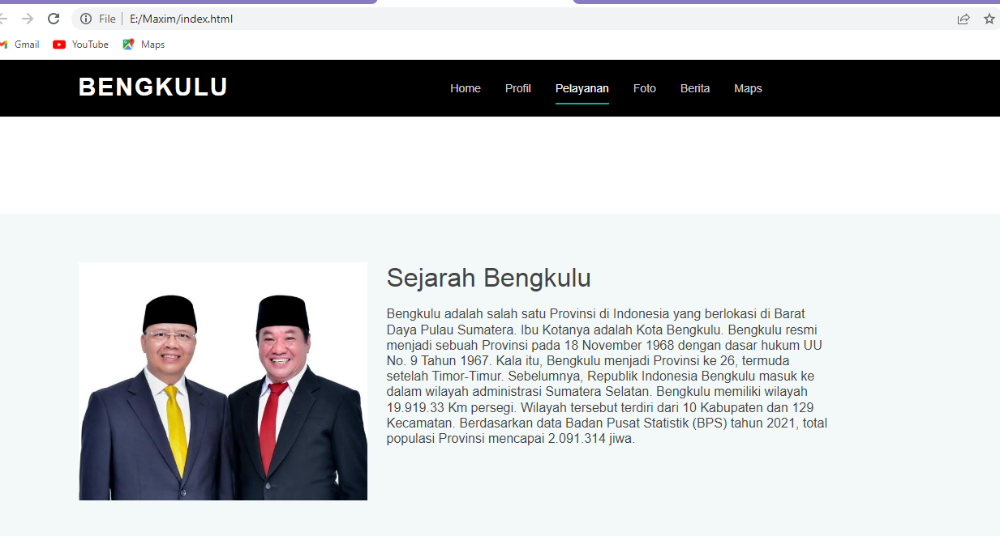 File | E:/Maxim/index.html
Gmail YouTube Maps
BENGKULU Home Profil Pelayanan Foto Berita Maps
Sejarah Bengkulu
Bengkulu adalah salah satu Provinsi di Indonesia yang berlokasi di Barat
Daya Pulau Sumatera. Ibu Kotanya adalah Kota Bengkulu. Bengkulu resmi
menjadi sebuah Provinsi pada 18 November 1968 dengan dasar hukum UU
No. 9 Tahun 1967. Kala itu, Bengkulu menjadi Provinsi ke 26, termuda
setelah Timor-Timur. Sebelumnya, Republik Indonesia Bengkulu masuk ke
dalam wilayah administrasi Sumatera Selatan. Bengkulu memiliki wilayah
19.919.33 Km persegi. Wilayah tersebut terdiri dari 10 Kabupaten dan 129
Kecamatan. Berdasarkan data Badan Pusat Statistik (BPS) tahun 2021, total
populasi Provinsi mencapai 2.091.314 jiwa.